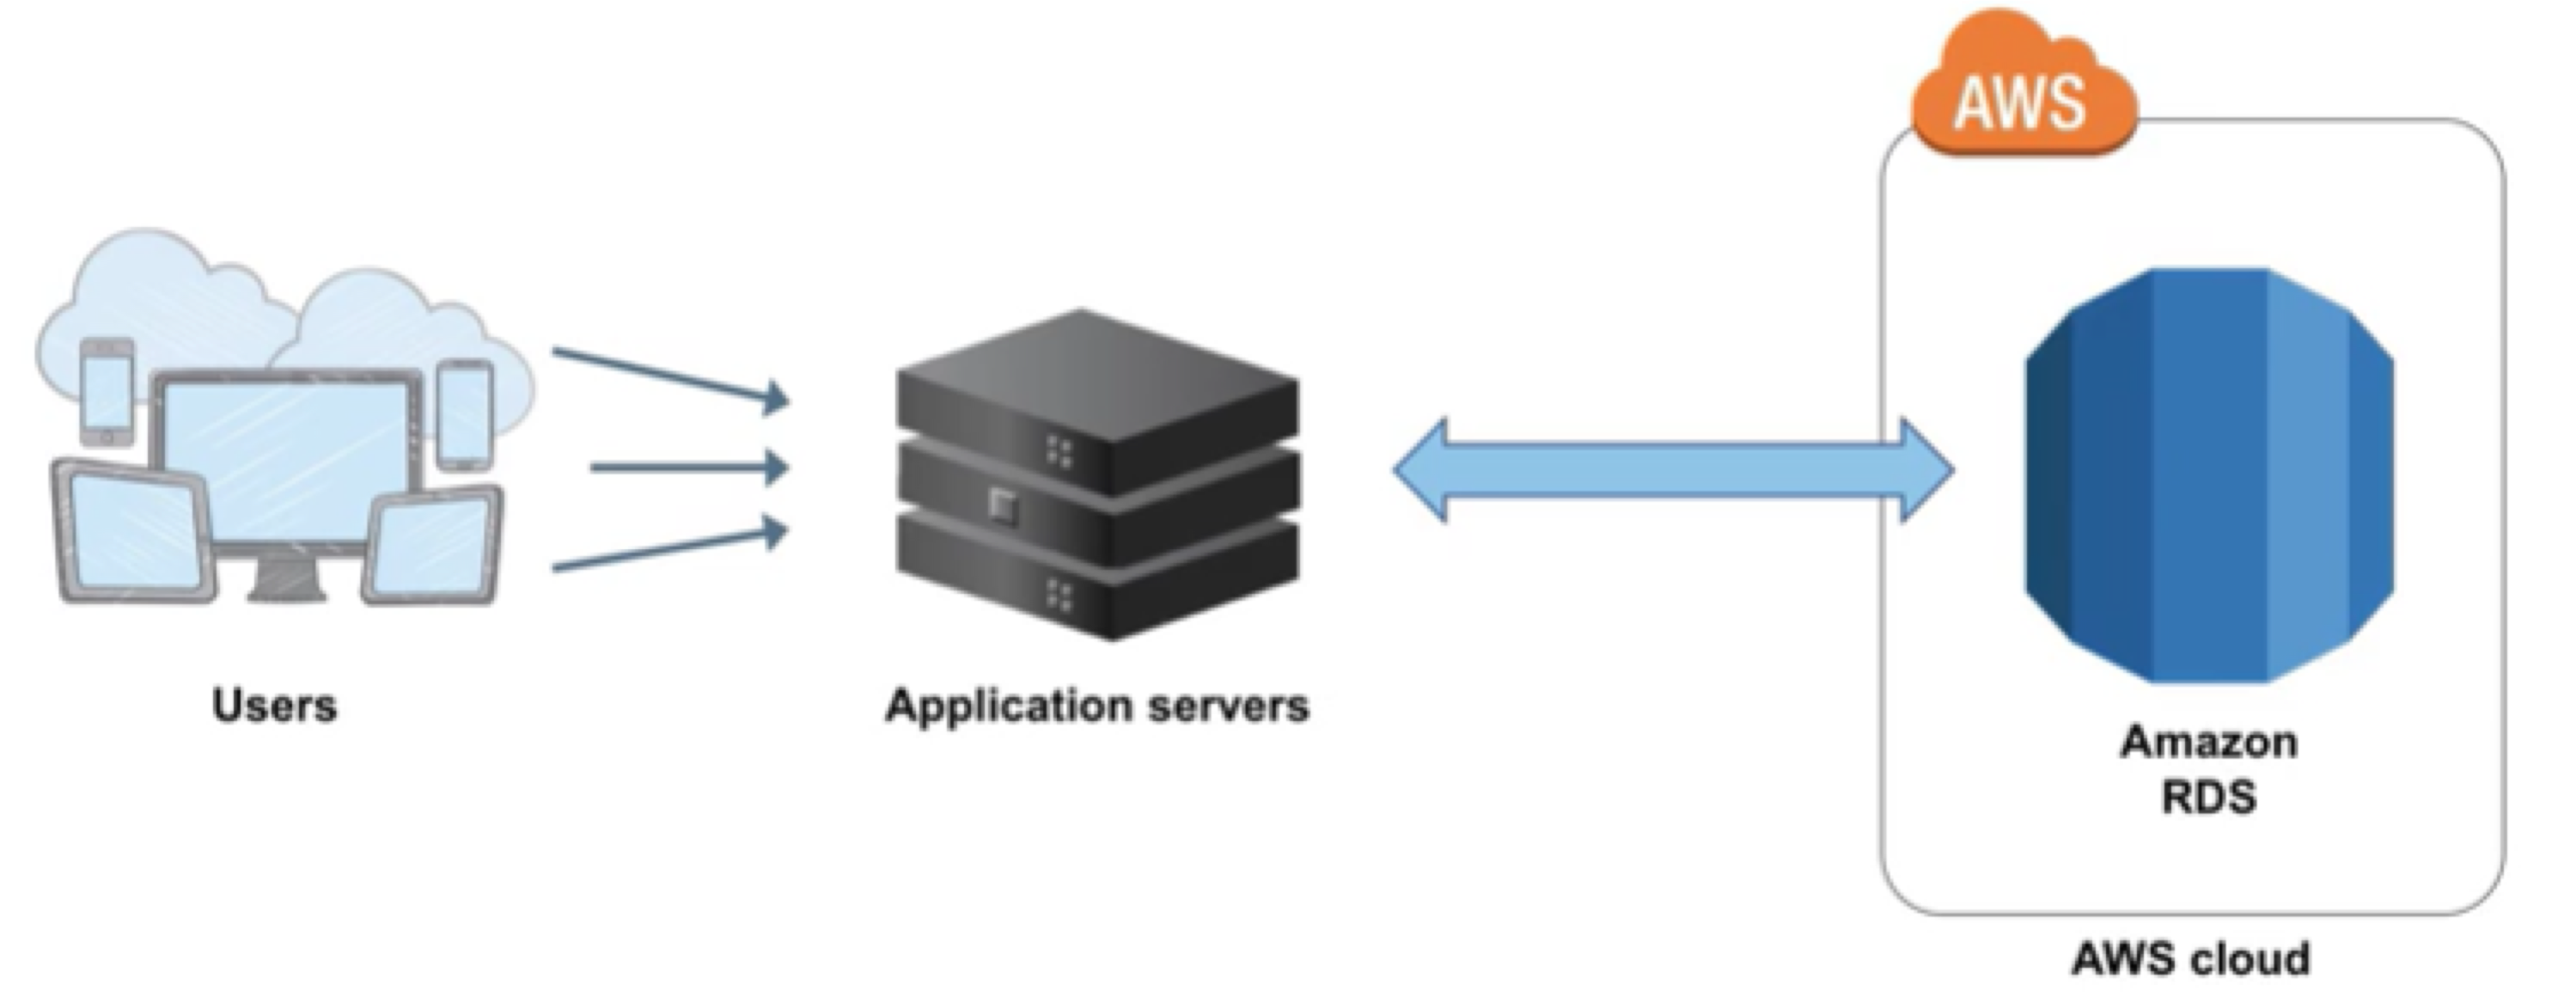 AWS
Users
Application servers
Amazon
RDS
AWS cloud